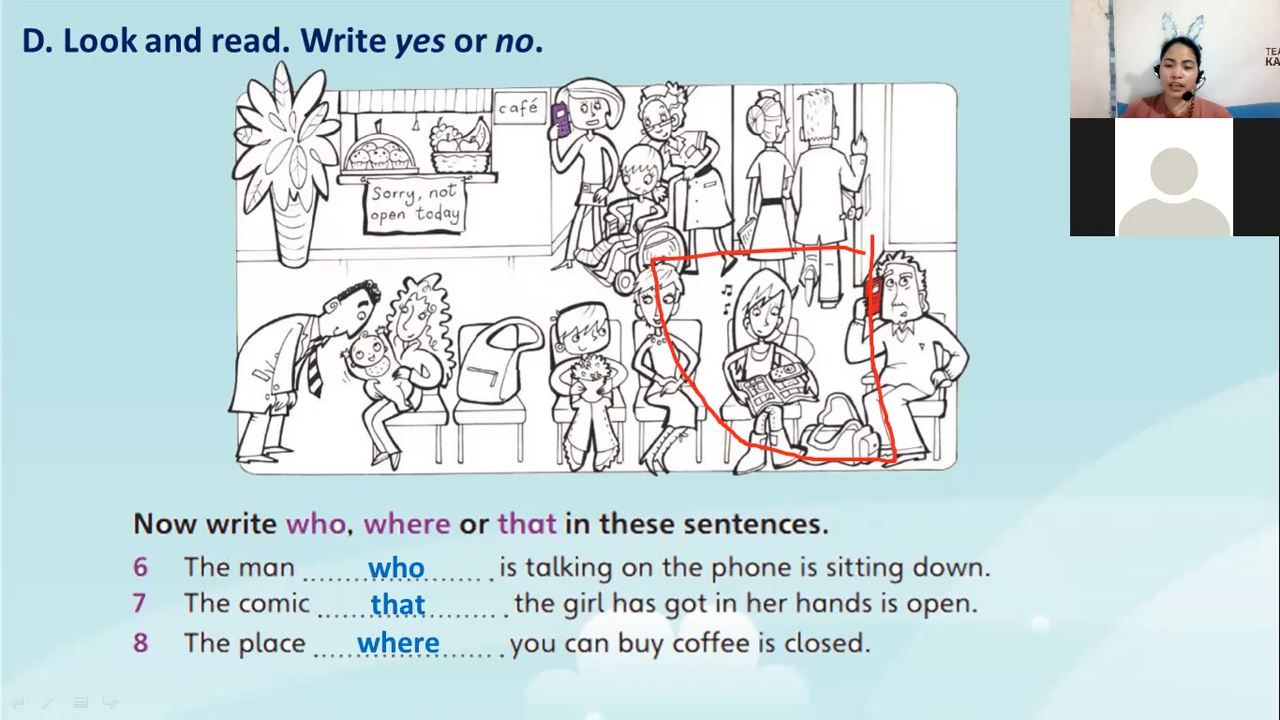 D. Look and read. Write yes or no.
café
Sorry, not
open today
Now write who, where or that in these sentences.
6 The man ......who...... is talking on the phone is sitting down.
7 The comic ......that...... the girl has got in her hands is open.
8 The place ......where...... you can buy coffee is closed.